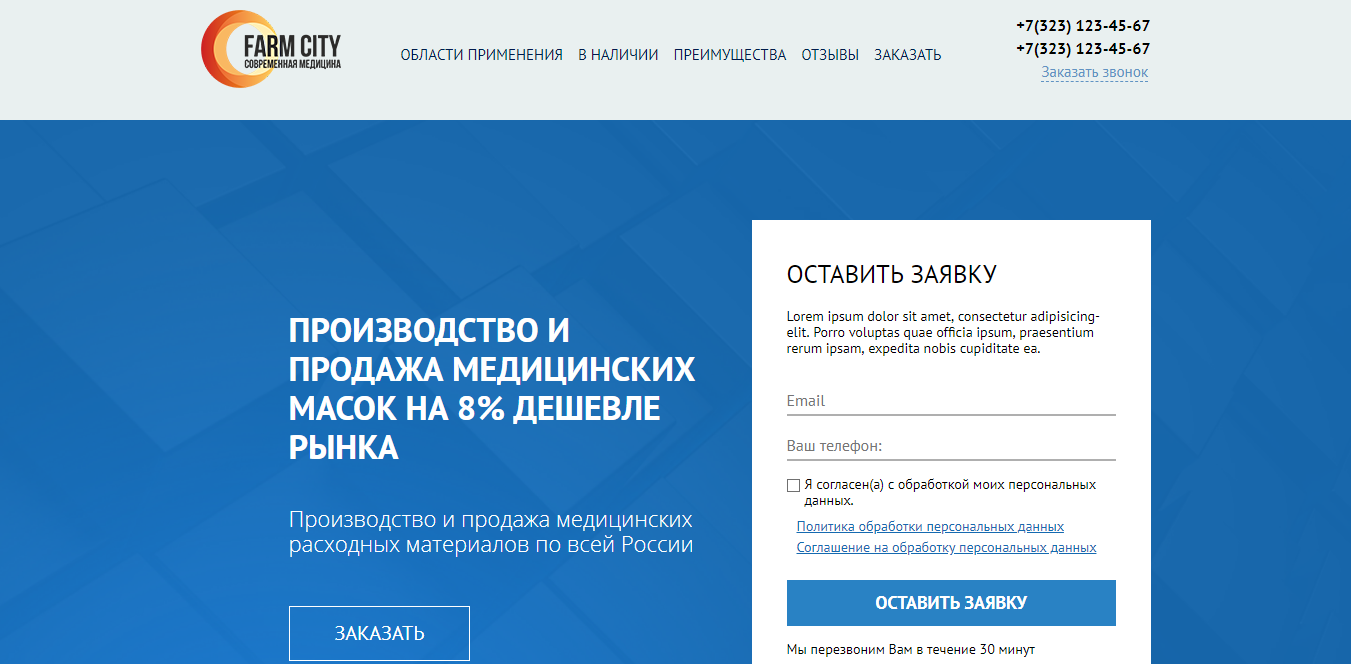 FARM CITY
СОВРЕМЕННАЯ МЕДИЦИНА
ОБЛАСТИ ПРИМЕНЕНИЯ В НАЛИЧИИ ПРЕИМУЩЕСТВА ОТЗЫВЫ ЗАКАЗАТЬ
+7(323) 123-45-67
+7(323) 123-45-67
Заказать звонок
ПРОИЗВОДСТВО И
ПРОДАЖА МЕДИЦИНСКИХ
МАСОК НА 8% ДЕШЕВЛЕ
РЫНКА
Производство и продажа медицинских
расходных материалов по всей России
ЗАКАЗАТЬ
ОСТАВИТЬ ЗАЯВКУ
Lorem ipsum dolor sit amet, consectetur adipisicing-
elit. Porro voluptas quae officia ipsum, praesentium
rerum ipsam, expedita nobis cupiditate ea.
Email
Ваш телефон:
Я согласен(а) с обработкой моих персональных
данных.
Политика обработки персональных данных
Соглашение на обработку персональных данных
ОСТАВИТЬ ЗАЯВКУ
Мы перезвоним Вам в течение 30 минут